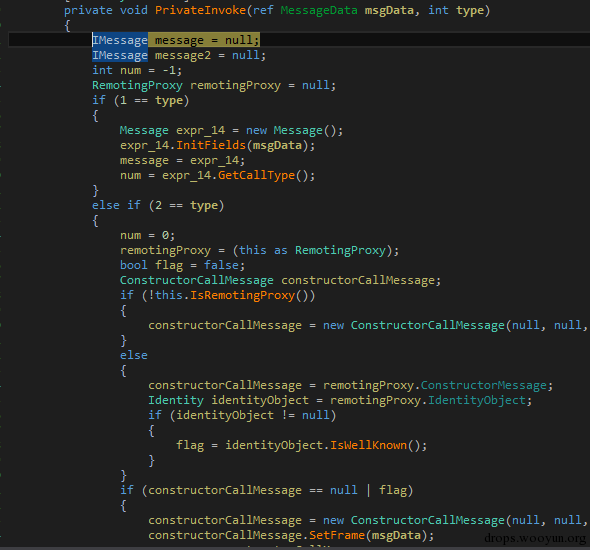 private void PrivateInvoke(ref MessageData msgData, int type)
{
IMessage message = null;
IMessage message2 = null;
int num = -1;
RemotingProxy remotingProxy = null;
if (1 == type)
{
Message expr_14 = new Message();
expr_14.InitFields(msgData);
message = expr_14;
num = expr_14.GetCallType();
}
else if (2 == type)
{
num = 0;
remotingProxy = (this as RemotingProxy);
bool flag = false;
ConstructorCallMessage constructorCallMessage;
if (!this.IsRemotingProxy())
{
constructorCallMessage = new ConstructorCallMessage(null, null,
}
else
{
constructorCallMessage = remotingProxy.ConstructorMessage;
Identity identityObject = remotingProxy.IdentityObject;
if (identityObject != null)
{
flag = identityObject.IsWellKnown();
}
}
if (constructorCallMessage == null | flag)
{
constructorCallMessage = new ConstructorCallMessage(null, null,
constructorCallMessage.SetFrame(msgData);
drops.wooyun.org